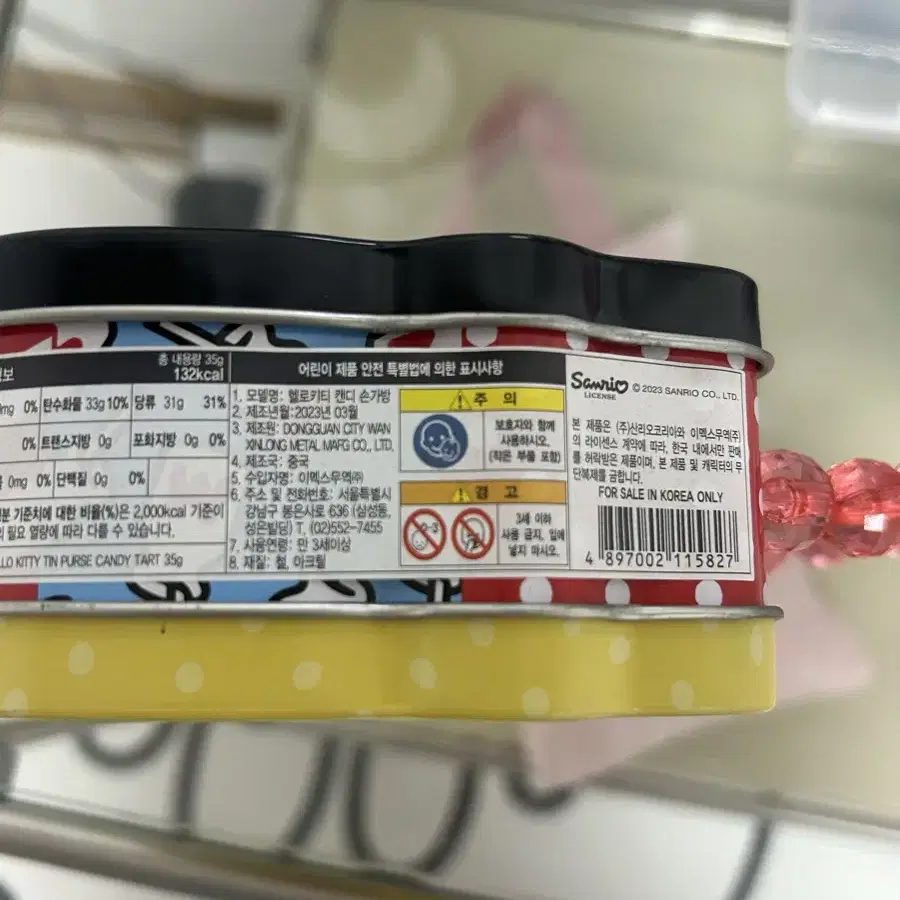 총 내용량 35g
132kcal
0% 탄수화물 33g 10% 당류 31g 31%
0% 트랜스지방 0g 포화지방 0g 0%
0mg 0% 단백질 0g 0%
분 기준치에 대한 비율(%)은 2,000kcal 기준이
필요 열량에 따라 다를 수 있습니다.
KITTY TIN PURSE CANDY TART 35g
어린이 제품 안전 특별법에 의한 표시사항
1. 모델명: 헬로키티 캔디 손가방
2. 제조년월:2023년 03월
3. 제조원: DONGGUAN CITY WAN
XINLONG METAL MAFG CO., LTD.
4. 제조국: 중국
5. 수입자명: 이멕스무역(주)
6. 주소 및 전화번호: 서울특별시
강남구 봉은사로 636 (삼성동,
성은빌딩) T. (02)552-7455
7. 사용연령: 만 3세이상
8. 재질: 철, 아크릴
주 의
보호자와 함께
사용하시오.
(작은 부품 포함)
경 고
0-3
3세 이하
사용 금지. 입에
넣지 마시오.
Sanrio
LICENSE
© 2023 SANRIO CO., LTD.
본 제품은 (주)산리오코리아와 이멕스무역(주)
의 라이센스 계약에 따라, 한국 내에서만 판매
를 허락받은 제품이며, 본 제품 및 캐릭터의 무
단복제를 금합니다.
FOR SALE IN KOREA ONLY
4 897002 115827